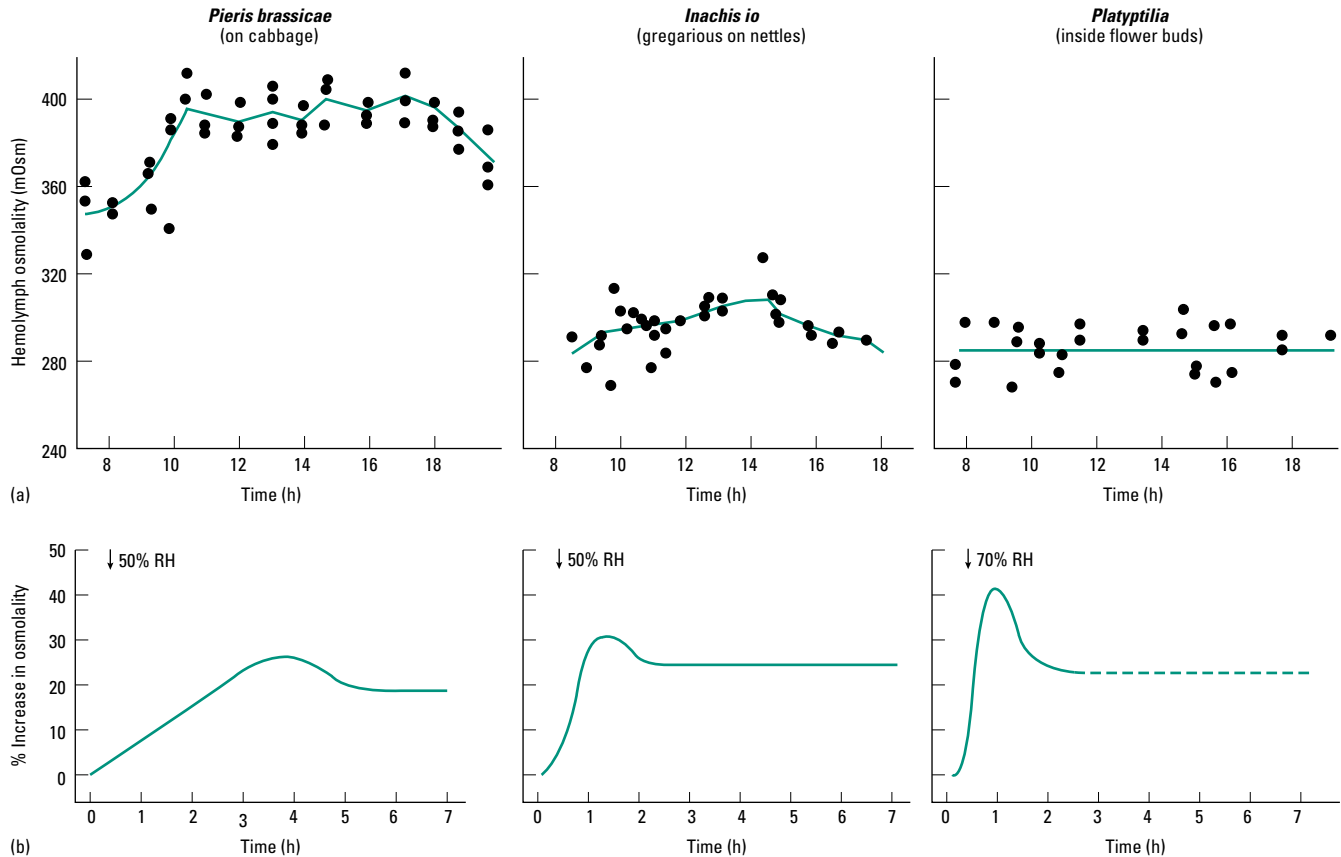 Pieris brassicae
(on cabbage)
Inachis io
(gregarious on nettles)
Platyptilia
(inside flower buds)
Hemolymph osmolality (mOsm)
400
360
320
280
240
8 10 12 14 16 18
8 10 12 14 16 18
8 10 12 14 16 18
(a)
Time (h)
Time (h)
Time (h)
% Increase in osmolality
50
40
30
20
10
0
↓ 50% RH
↓ 50% RH
↓ 70% RH
0 1 2 3 4 5 6 7
0 1 2 3 4 5 6 7
0 1 2 3 4 5 6 7
(b)
Time (h)
Time (h)
Time (h)